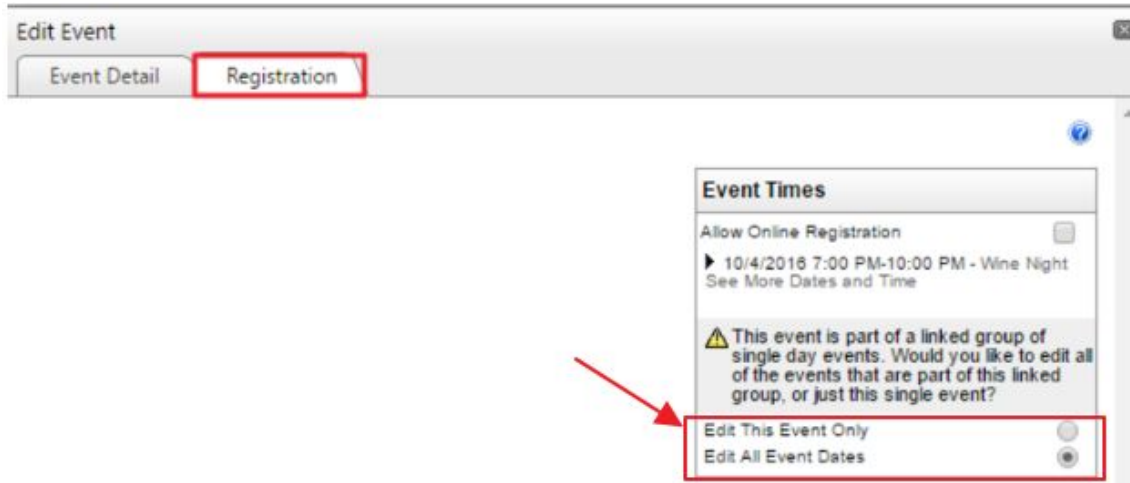 Edit Event
Event Detail
Registration
Event Times
Allow Online Registration
10/4/2016 7:00 PM-10:00 PM - Wine Night
See More Dates and Time
This event is part of a linked group of
single day events. Would you like to edit all
of the events that are part of this linked
group, or just this single event?
Edit This Event Only
Edit All Event Dates